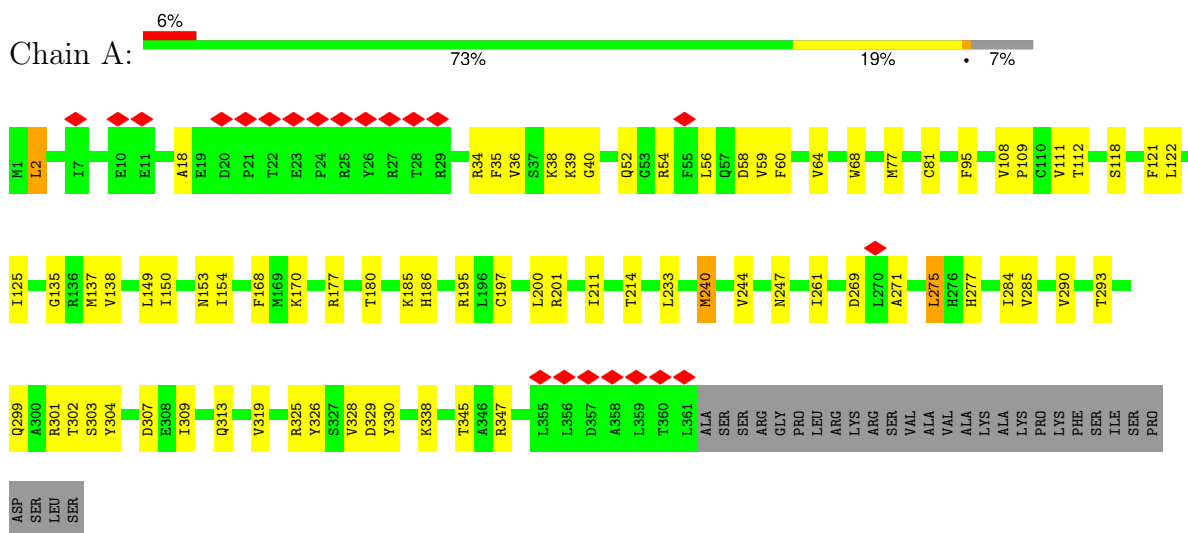 6%
Chain A:
73% 19% • 7%
M1 L2 I7 E10 E11 A18 E19 D20 P21 T22 E23 P24 R25 Y26 R27 T28 R29 R34 F35 V36 S37 K38 K39 G40 Q52 G53 R54 F55 L56 Q57 D58 V59 F60 V64 W68 M77 C81 F95 V108 P109 C110 V111 T112 S118 F121 L122
I125 G135 R136 M137 V138 L149 I150 N153 I154 F168 M169 K170 R177 T180 K185 H186 R195 L196 C197 L200 R201 I211 T214 L233 M240 V244 N247 I261 D269 L270 A271 L275 H276 H277 I284 V285 V290 T293
Q299 A300 R301 T302 S303 Y304 D307 E308 I309 Q313 V319 R325 Y326 S327 V328 D329 Y330 K338 T345 A346 R347 L355 L356 D357 A358 L359 T360 L361 ALA SER SER ARG GLY PRO LEU ARG LYS ARG SER VAL ALA VAL ALA LYS ALA LYS PRO LYS PHE SER ILE SER PRO
ASP SER LEU SER